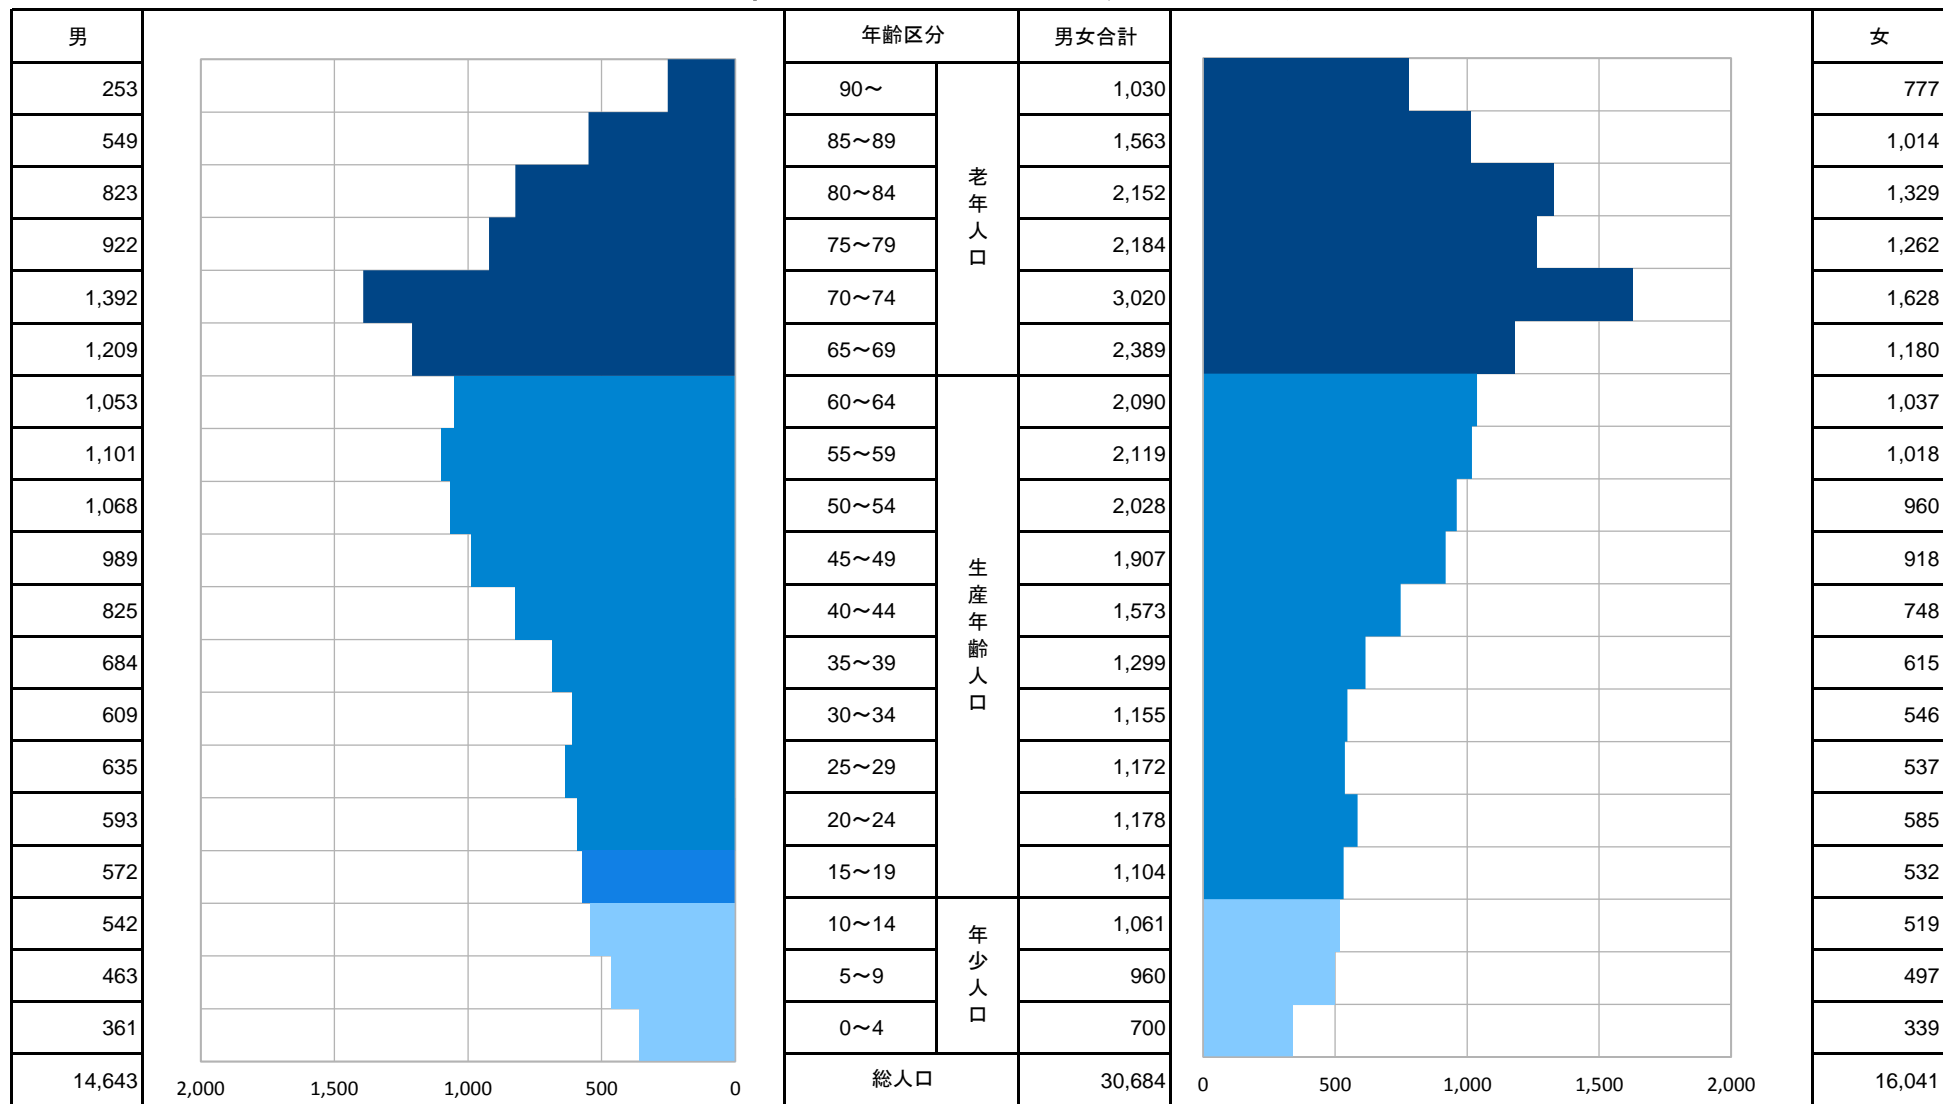 男 年齢区分 男女合計 女
253 90～ 1,030 777
549 85～89 1,563 1,014
823 80～84 2,152 1,329
922 75～79 2,184 1,262
1,392 70～74 3,020 1,628
1,209 65～69 2,389 1,180
老年人口
1,053 60～64 2,090 1,037
1,101 55～59 2,119 1,018
1,068 50～54 2,028 960
989 45～49 1,907 918
825 40～44 1,573 748
684 35～39 1,299 615
609 30～34 1,155 546
635 25～29 1,172 537
593 20～24 1,178 585
572 15～19 1,104 532
生産年齢人口
542 10～14 1,061 519
463 5～9 960 497
361 0～4 700 339
年少人口
14,643 総人口 30,684 16,041
2,000 1,500 1,000 500 0
0 500 1,000 1,500 2,000